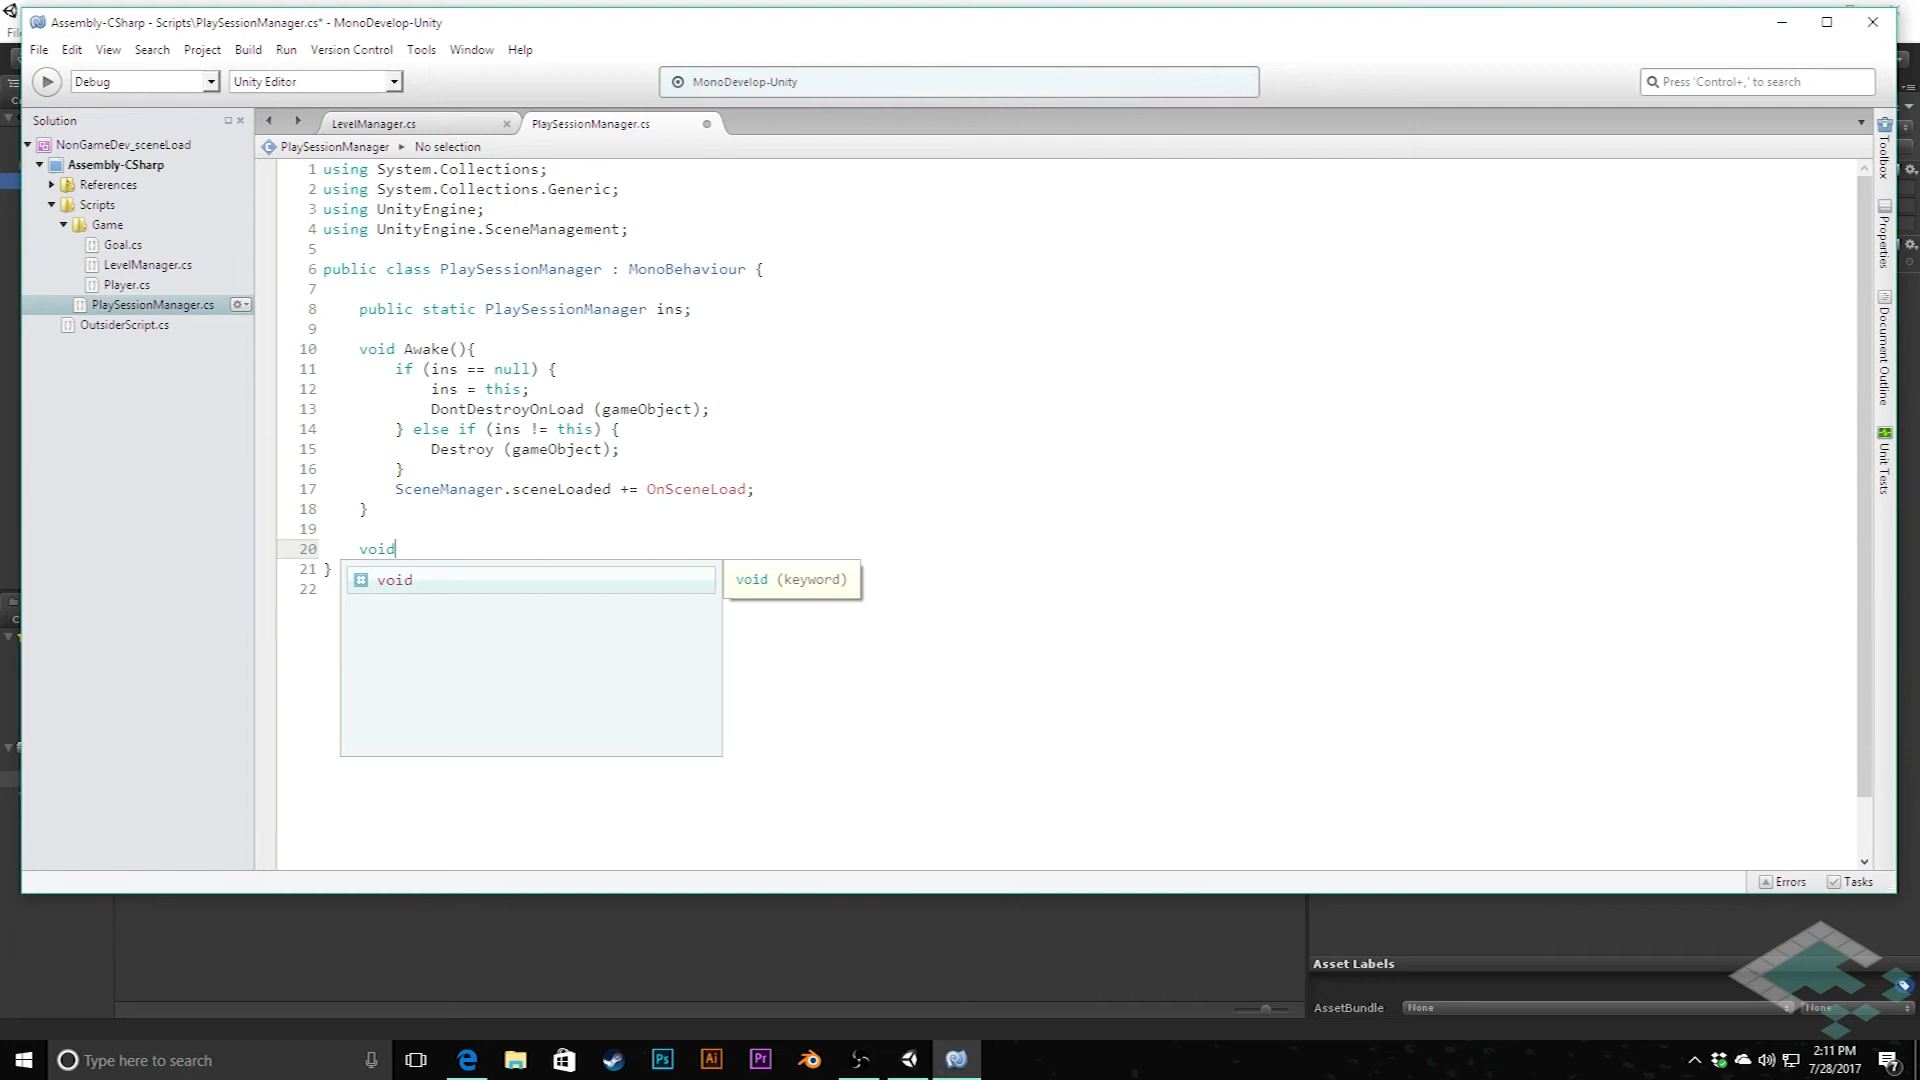 Assembly-CSharp - Scripts\PlaySessionManager.cs* - MonoDevelop-Unity
File Edit View Search Project Build Run Version Control Tools Window Help
Debug Unity Editor MonoDevelop-Unity Press 'Control+,' to search
Solution
NonGameDev_sceneLoad
Assembly-CSharp
References
Scripts
Game
Goal.cs
LevelManager.cs
Player.cs
PlaySessionManager.cs
OutsiderScript.cs
LevelManager.cs PlaySessionManager.cs
PlaySessionManager No selection
1 using System.Collections;
2 using System.Collections.Generic;
3 using UnityEngine;
4 using UnityEngine.SceneManagement;
5
6 public class PlaySessionManager : MonoBehaviour {
7
8 public static PlaySessionManager ins;
9
10 void Awake(){
11 if (ins == null) {
12 ins = this;
13 DontDestroyOnLoad (gameObject);
14 } else if (ins != this) {
15 Destroy (gameObject);
16 }
17 SceneManager.sceneLoaded += OnSceneLoad;
18 }
19
20 void
21 }
22
void
void (keyword)
Toolbox
Properties
Document Outline
Unit Tests
Errors Tasks
Asset Labels
AssetBundle None None
Type here to search
2:11 PM
7/28/2017